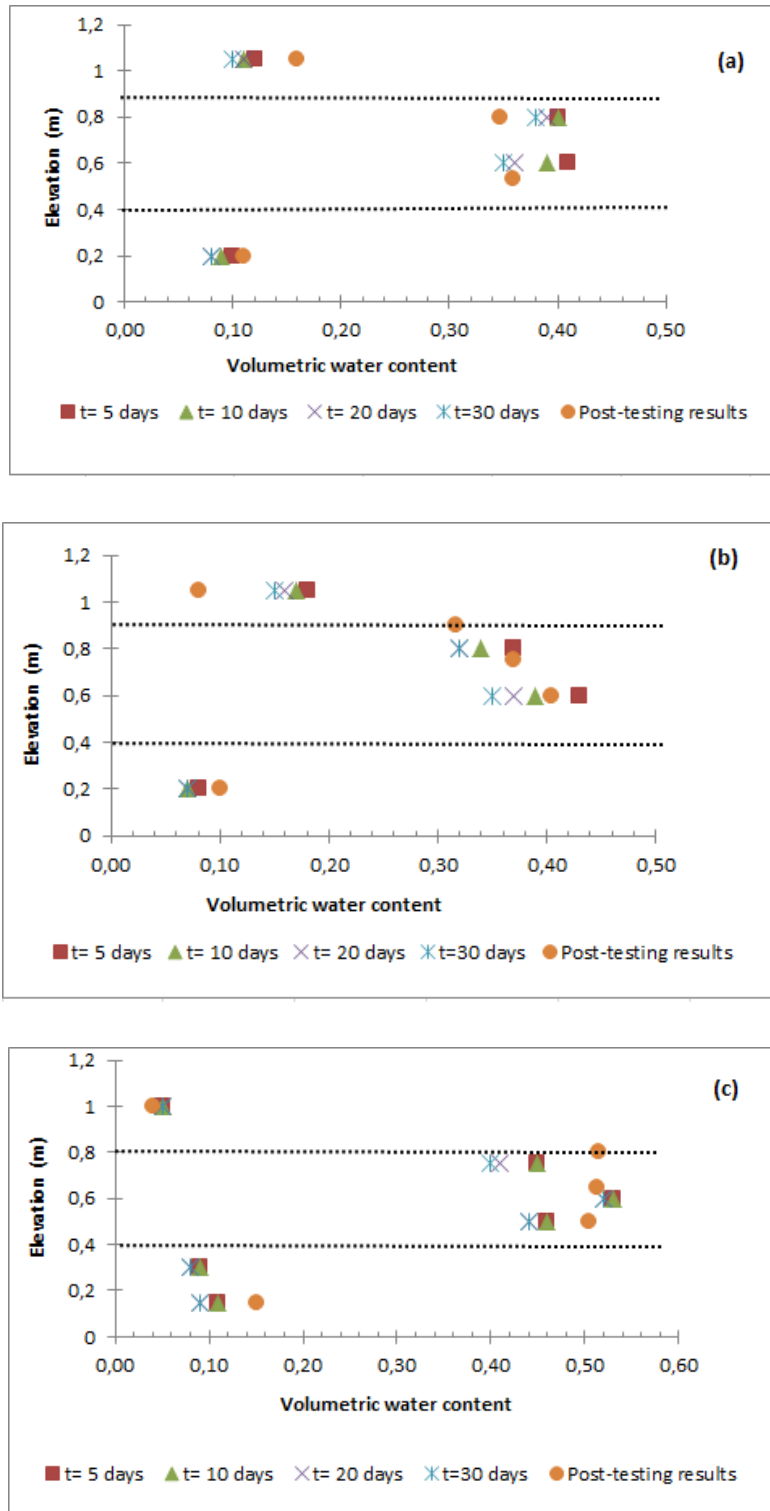 1,2
(a)
1
0,8
0,6
0,4
0,2
0
Elevation (m)
0,00 0,10 0,20 0,30 0,40 0,50
Volumetric water content
t= 5 days t= 10 days t= 20 days t=30 days Post-testing results
1,2
(b)
1
0,8
0,6
0,4
0,2
0
Elevation (m)
0,00 0,10 0,20 0,30 0,40 0,50
Volumetric water content
t= 5 days t= 10 days t= 20 days t=30 days Post-testing results
1,2
(c)
1
0,8
0,6
0,4
0,2
0
Elevation (m)
0,00 0,10 0,20 0,30 0,40 0,50 0,60
Volumetric water content
t= 5 days t= 10 days t= 20 days t=30 days Post-testing results